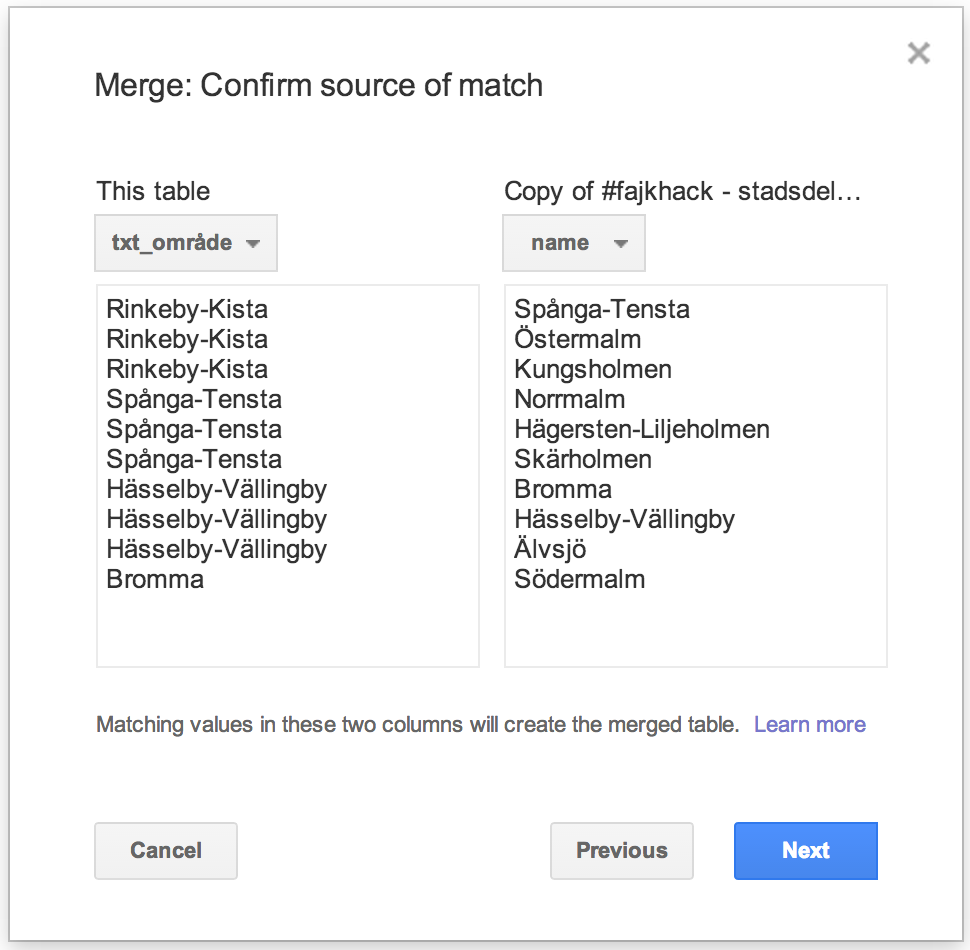 Merge: Confirm source of match
This table
txt_område
Rinkeby-Kista
Rinkeby-Kista
Rinkeby-Kista
Spånga-Tensta
Spånga-Tensta
Spånga-Tensta
Hässelby-Vällingby
Hässelby-Vällingby
Hässelby-Vällingby
Bromma
Copy of #fajkhack - stadsdel…
name
Spånga-Tensta
Östermalm
Kungsholmen
Norrmalm
Hägersten-Liljeholmen
Skärholmen
Bromma
Hässelby-Vällingby
Älvsjö
Södermalm
Matching values in these two columns will create the merged table. Learn more
Cancel Previous Next